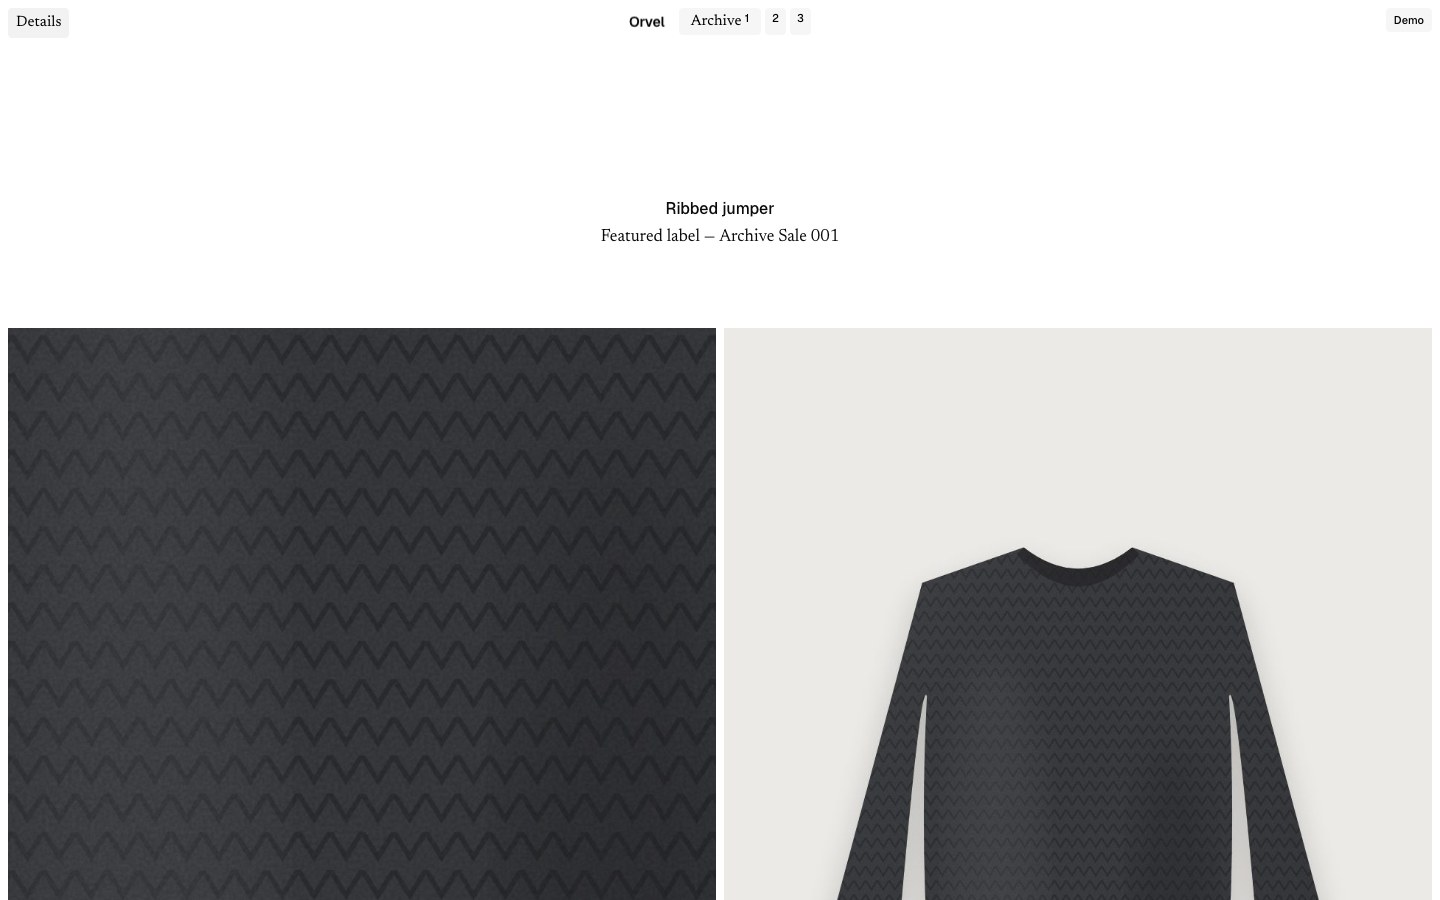 Details
Orvel
Archive 1
2
3
Demo
Ribbed jumper
Featured label — Archive Sale 001